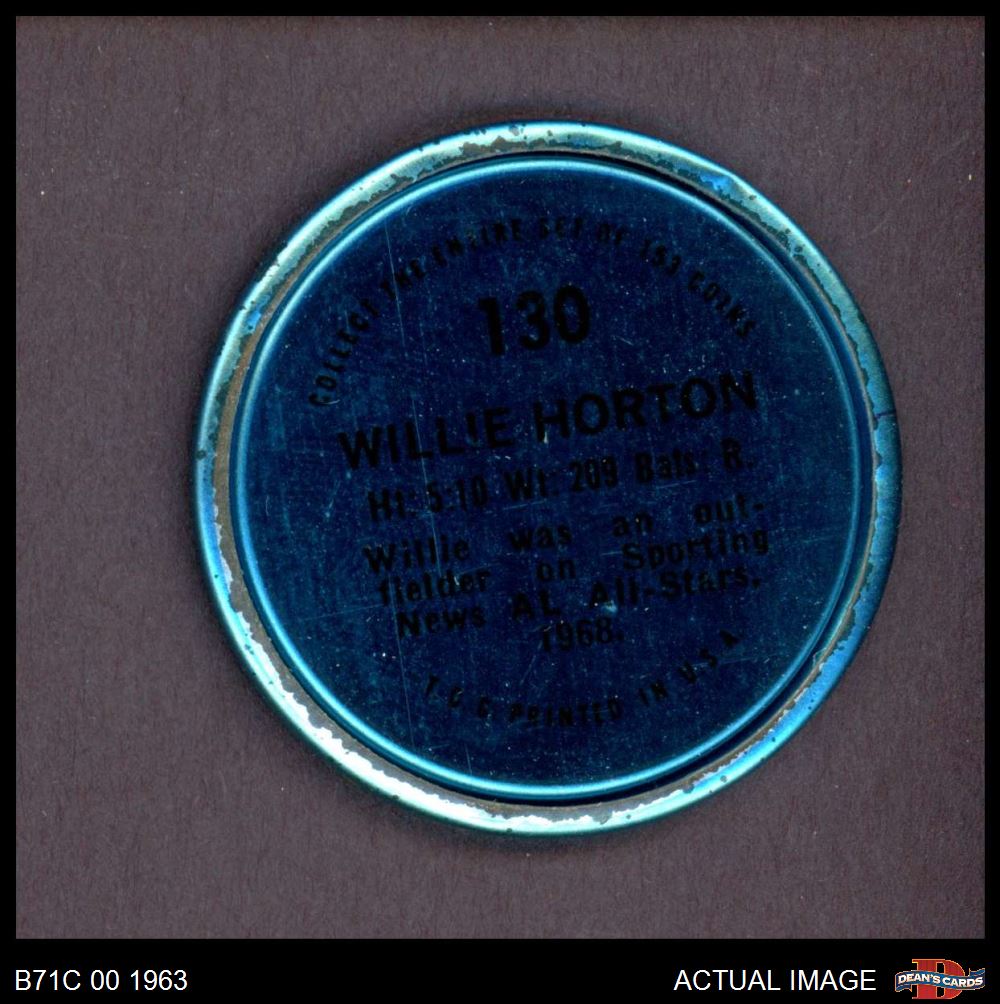 COLLECT THE ENTIRE SET OF 153 COINS
130
WILLIE HORTON
Ht: 5:10 Wt: 209 Bats: R.
Willie was an out-
fielder on Sporting
News AL All-Stars,
1968.
T.C.G. PRINTED IN U.S.A.
B71C 00 1963
ACTUAL IMAGE
DEAN'S CARDS